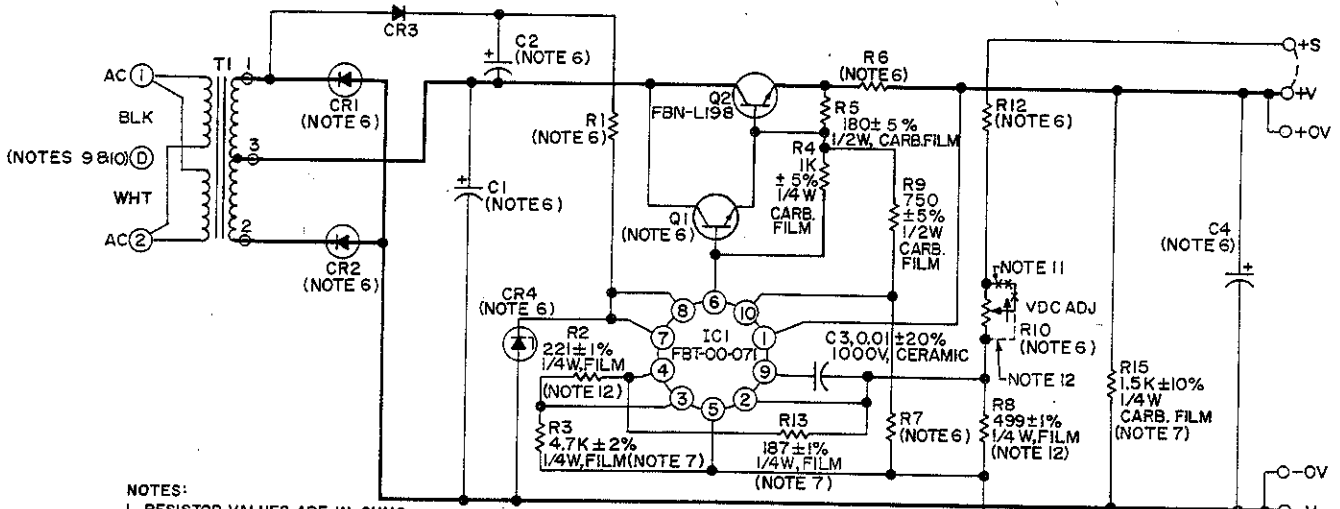 CR3
C2
(NOTE 6)
R6
(NOTE 6)
+S
AC 1
T1
1
+V
CR1
(NOTE 6)
Q2
FBN-L198
R5
180±5%
1/2W, CARB.FILM
R12
(NOTE 6)
+OV
BLK
R1
(NOTE 6)
(NOTES 9 &10) D
3
C1
(NOTE 6)
R4
1K
±5%
1/4W
CARB.
FILM
R9
750
±5%
1/2W
CARB.
FILM
WHT
Q1
(NOTE 6)
C4
(NOTE 6)
AC 2
2
CR2
(NOTE 6)
NOTE 11
VDC ADJ
R10
(NOTE 6)
NOTE 12
CR4
(NOTE 6)
8
6
10
7
IC1
1
FBT-00-071
4
9
3
5
2
C3,0.01±20%
1000V, CERAMIC
R2
221±1%
1/4W,FILM
(NOTE 12)
R15
1.5K±10%
1/4W
CARB. FILM
(NOTE 7)
R13
187±1%
1/4W, FILM
(NOTE 7)
R7
(NOTE 6)
R8
499±1%
1/4W,FILM
(NOTE 12)
R3
4.7K±2%
1/4W,FILM(NOTE 7)
-OV
NOTES: